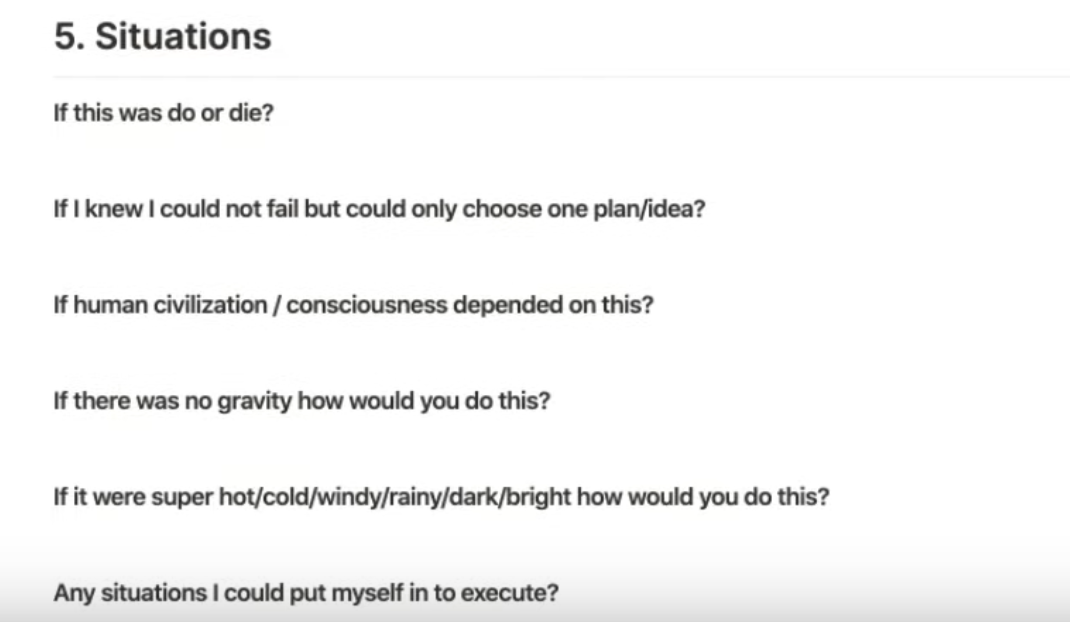 5. Situations
If this was do or die?
If I knew I could not fail but could only choose one plan/idea?
If human civilization / consciousness depended on this?
If there was no gravity how would you do this?
If it were super hot/cold/windy/rainy/dark/bright how would you do this?
Any situations I could put myself in to execute?